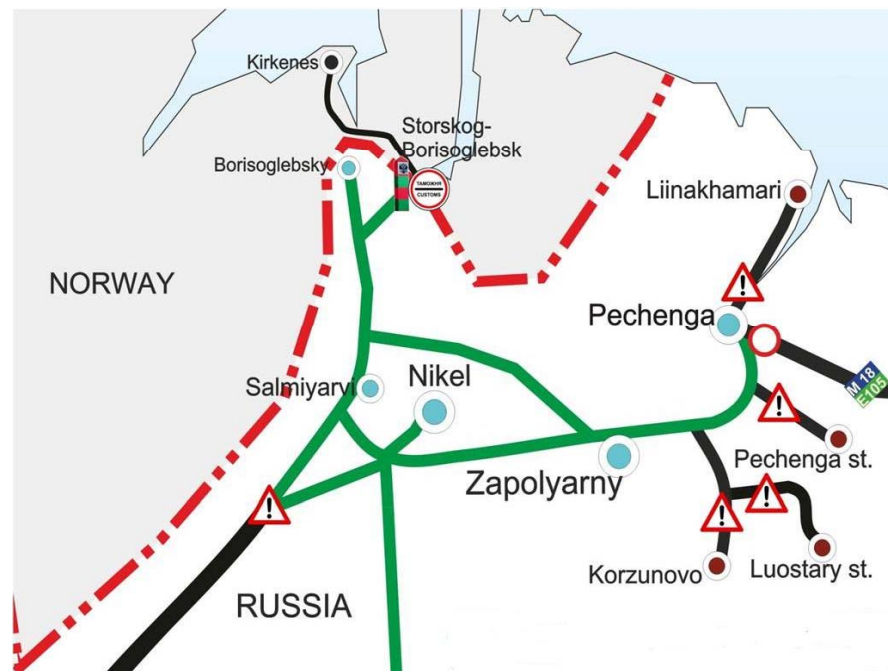 Kirkenes
Storskog-
Borisoglebsk
Borisoglebsky
ТАМОЖНЯ
CUSTOMS
Liinakhamari
NORWAY
Pechenga
M 18
E105
Salmiyarvi
Nikel
Pechenga st.
Zapolyarny
Korzunovo
Luostary st.
RUSSIA